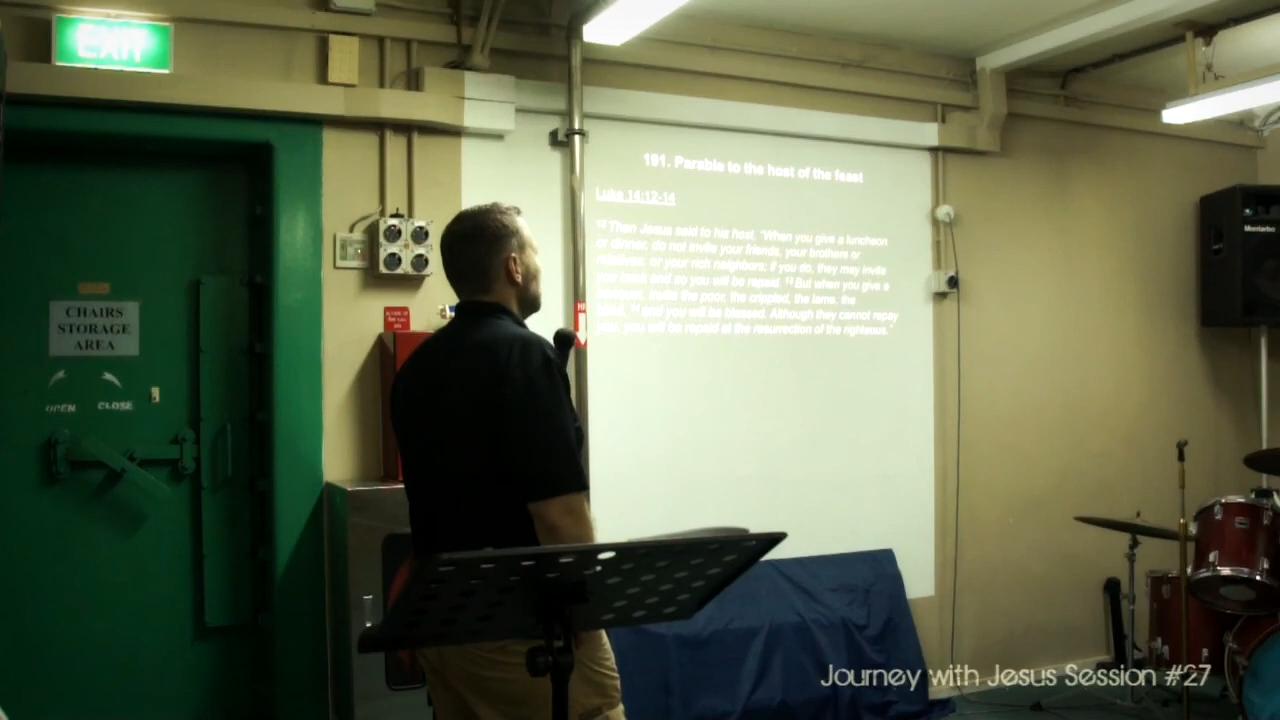 EXIT
191. Parable to the host of the feast
Luke 14:12-14
12 Then Jesus said to his host, "When you give a luncheon
or dinner, do not invite your friends, your brothers or
relatives, or your rich neighbors; if you do, they may invite
you back and so you will be repaid. 13 But when you give a
banquet, invite the poor, the crippled, the lame, the
blind, 14 and you will be blessed. Although they cannot repay
you, you will be repaid at the resurrection of the righteous."
CHAIRS
STORAGE
AREA
OPEN CLOSE
Montarbo
Journey with Jesus Session #27